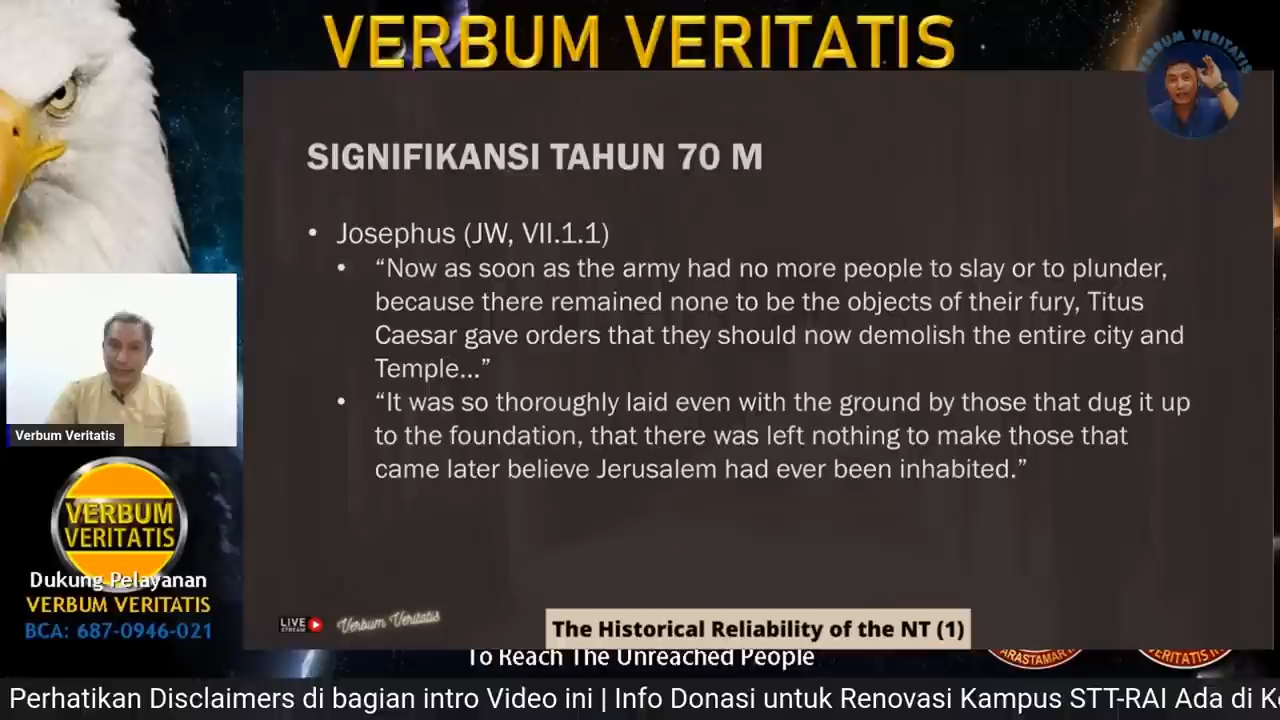 VERBUM VERITATIS
VERBUM VERITATIS
SIGNIFIKANSI TAHUN 70 M
• Josephus (JW, VII.1.1)
• “Now as soon as the army had no more people to slay or to plunder,
because there remained none to be the objects of their fury, Titus
Caesar gave orders that they should now demolish the entire city and
Temple...”
• “It was so thoroughly laid even with the ground by those that dug it up
to the foundation, that there was left nothing to make those that
came later believe Jerusalem had ever been inhabited.”
Verbum Veritatis
VERBUM
VERITATIS
Dukung Pelayanan
VERBUM VERITATIS
BCA: 687-0946-021
LIVE
STREAM
Verbum Veritatis
The Historical Reliability of the NT (1)
To Reach The Unreached People
Perhatikan Disclaimers di bagian intro Video ini | Info Donasi untuk Renovasi Kampus STT-RAI Ada di